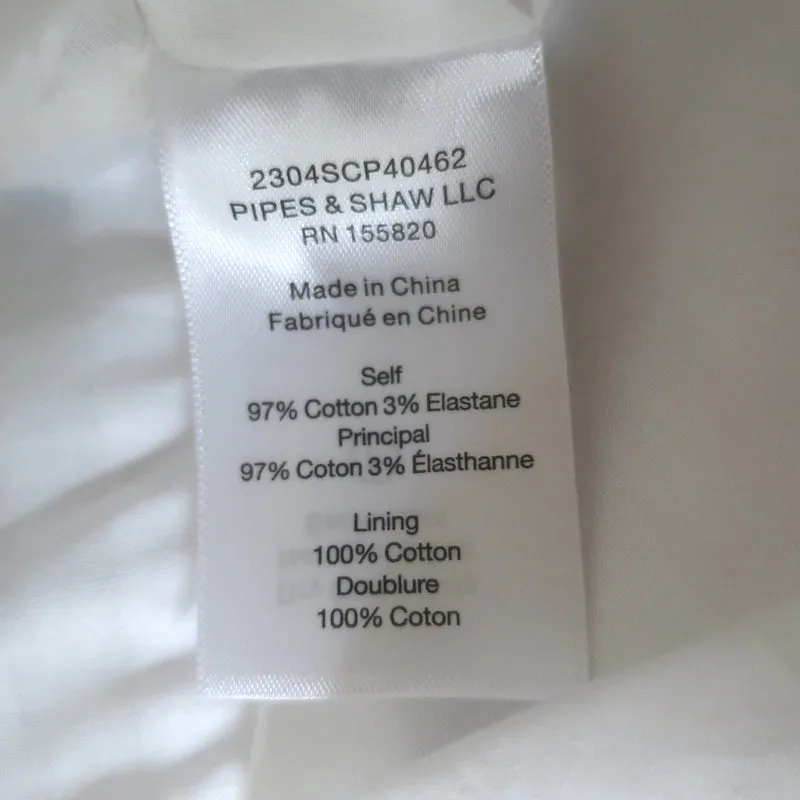 2304SCP40462
PIPES & SHAW LLC
RN 155820
Made in China
Fabriqué en Chine
Self
97% Cotton 3% Elastane
Principal
97% Coton 3% Élasthanne
Lining
100% Cotton
Doublure
100% Coton